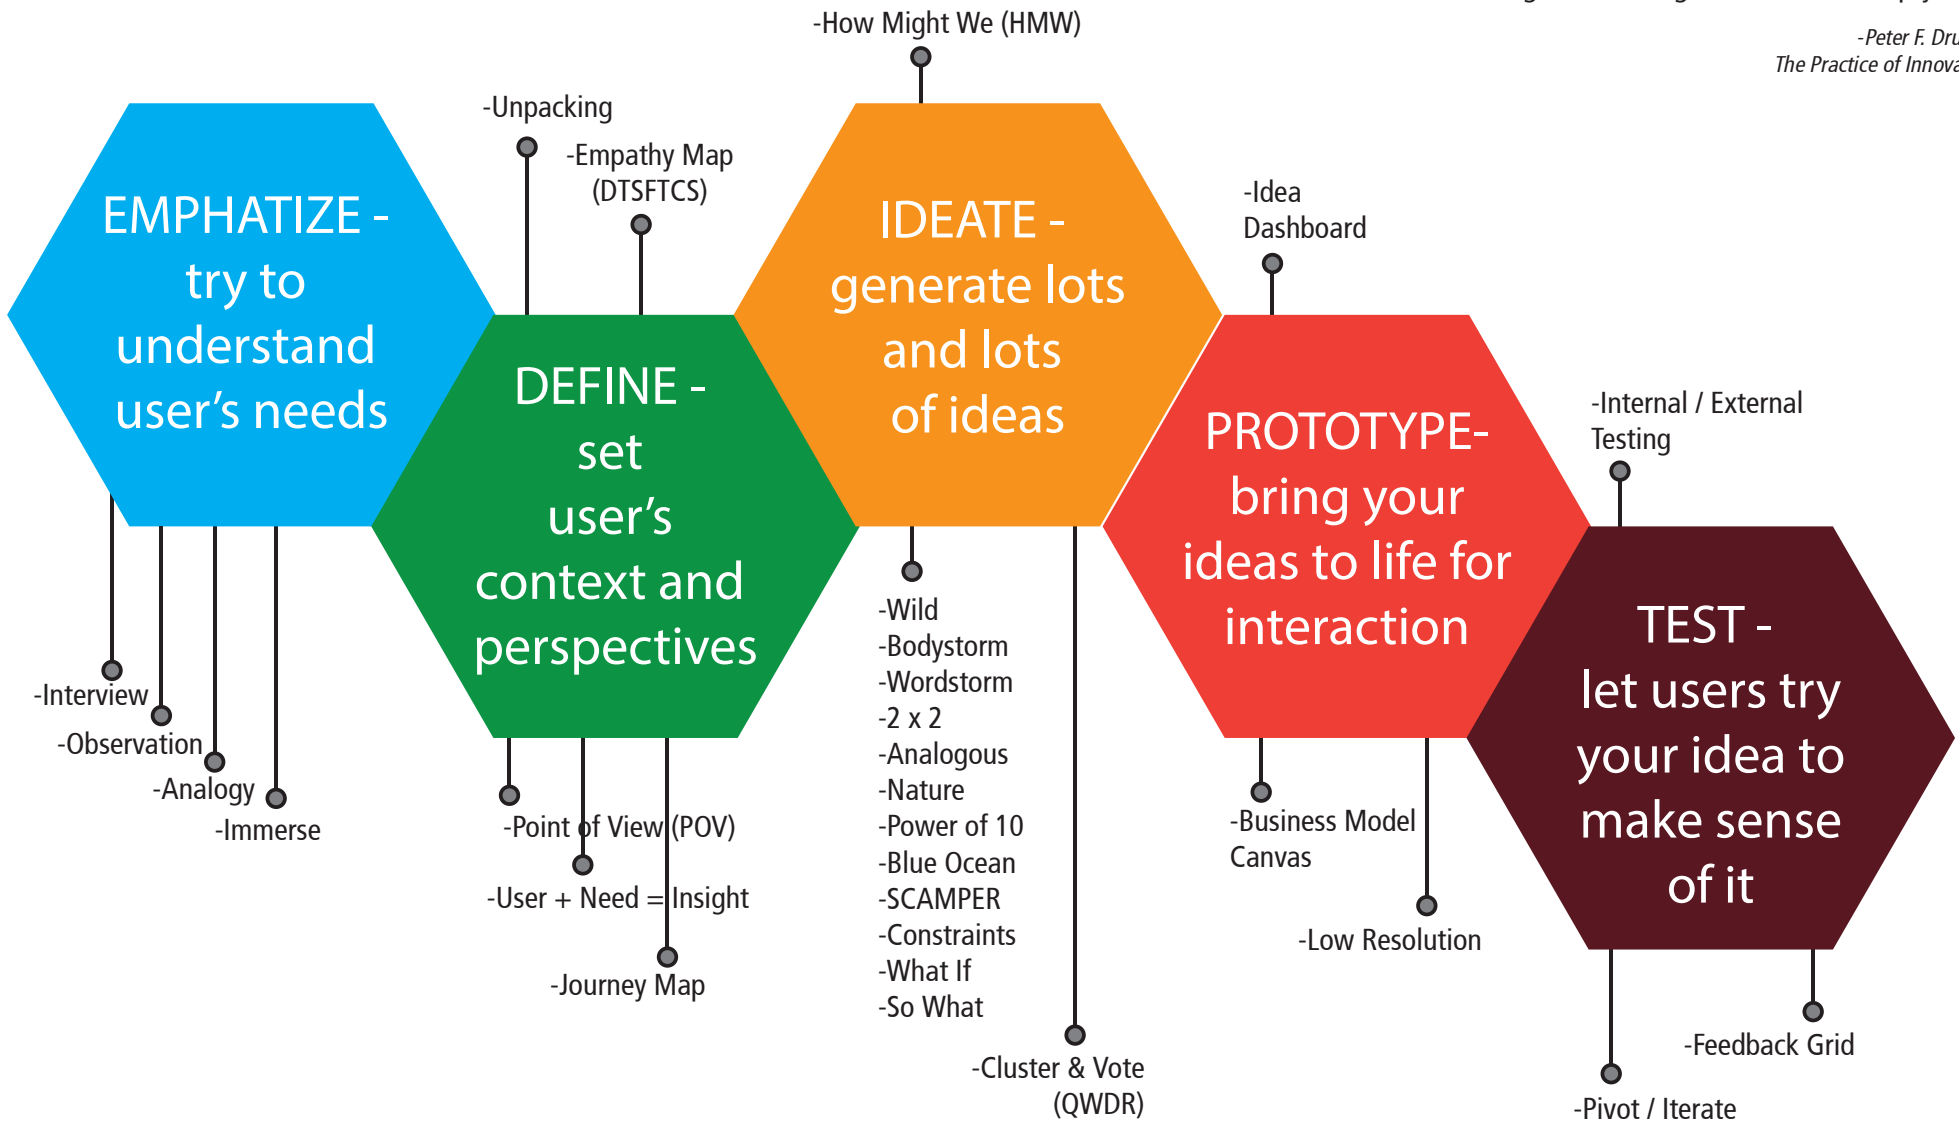 -Peter F.
The Practice of
-How Might We (HMW)
-Unpacking
-Empathy Map
(DTSFTCS)
EMPHATIZE -
try to
understand
user’s needs
-Interview
-Observation
-Analogy
-Immerse
DEFINE -
set
user’s
context and
perspectives
-Point of View (POV)
-User + Need = Insight
-Journey Map
IDEATE -
generate lots
and lots
of ideas
-Wild
-Bodystorm
-Wordstorm
-2 x 2
-Analogous
-Nature
-Power of 10
-Blue Ocean
-SCAMPER
-Constraints
-What If
-So What
-Cluster & Vote
(QWDR)
-Idea
Dashboard
PROTOTYPE-
bring your
ideas to life for
interaction
-Business Model
Canvas
-Low Resolution
-Internal / External
Testing
TEST -
let users try
your idea to
make sense
of it
-Feedback Grid
-Pivot / Iterate